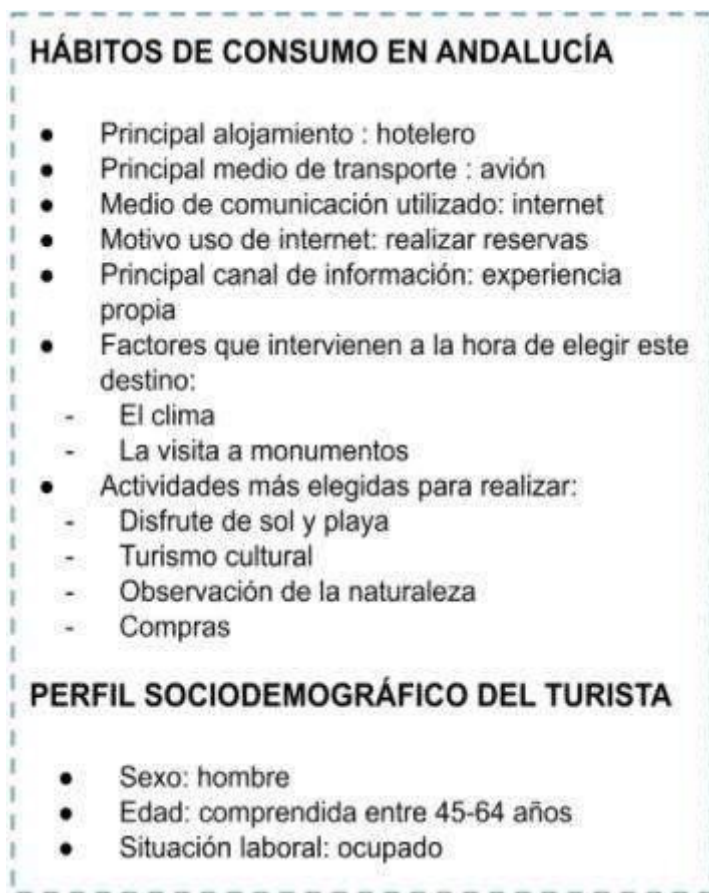 HÁBITOS DE CONSUMO EN ANDALUCÍA
● Principal alojamiento : hotelero
● Principal medio de transporte : avión
● Medio de comunicación utilizado: internet
● Motivo uso de internet: realizar reservas
● Principal canal de información: experiencia
propia
● Factores que intervienen a la hora de elegir este
destino:
- El clima
- La visita a monumentos
● Actividades más elegidas para realizar:
- Disfrute de sol y playa
- Turismo cultural
- Observación de la naturaleza
- Compras
PERFIL SOCIODEMOGRÁFICO DEL TURISTA
● Sexo: hombre
● Edad: comprendida entre 45-64 años
● Situación laboral: ocupado